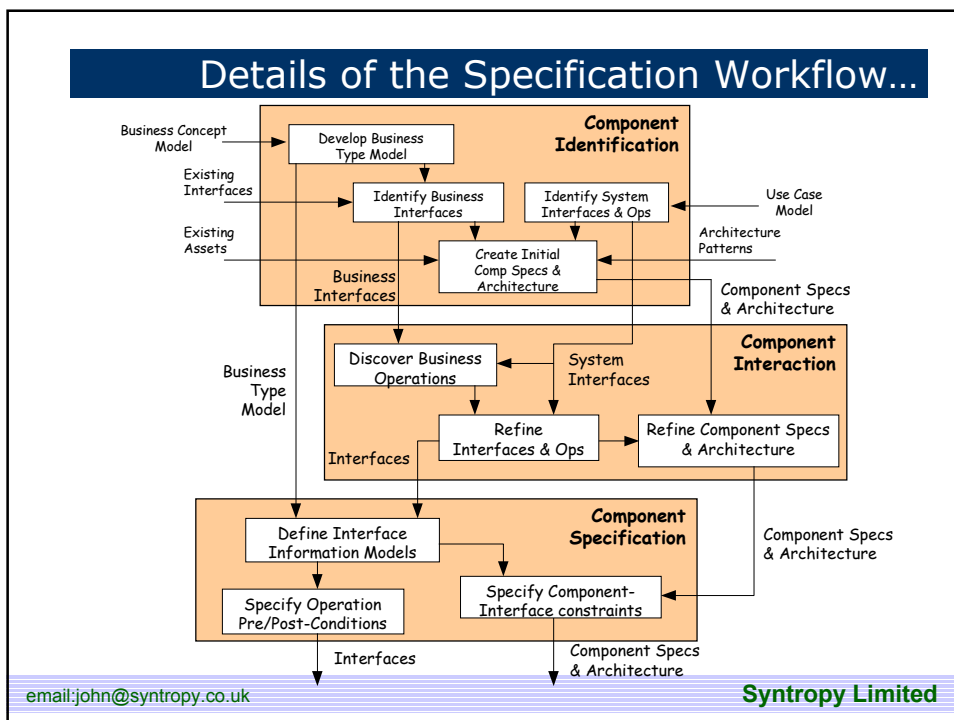 Details of the Specification Workflow…
Component
Identification
Business Concept
Model
Develop Business
Type Model
Existing
Interfaces
Identify Business
Interfaces
Identify System
Interfaces & Ops
Use Case
Model
Existing
Assets
Create Initial
Comp Specs &
Architecture
Architecture
Patterns
Business
Interfaces
Component Specs
& Architecture
Component
Interaction
Discover Business
Operations
System
Interfaces
Business
Type
Model
Refine
Interfaces & Ops
Refine Component Specs
& Architecture
Interfaces
Component
Specification
Define Interface
Information Models
Component Specs
& Architecture
Specify Operation
Pre/Post-Conditions
Specify Component-
Interface constraints
Interfaces
Component Specs
& Architecture
email:john@syntropy.co.uk
Syntropy Limited